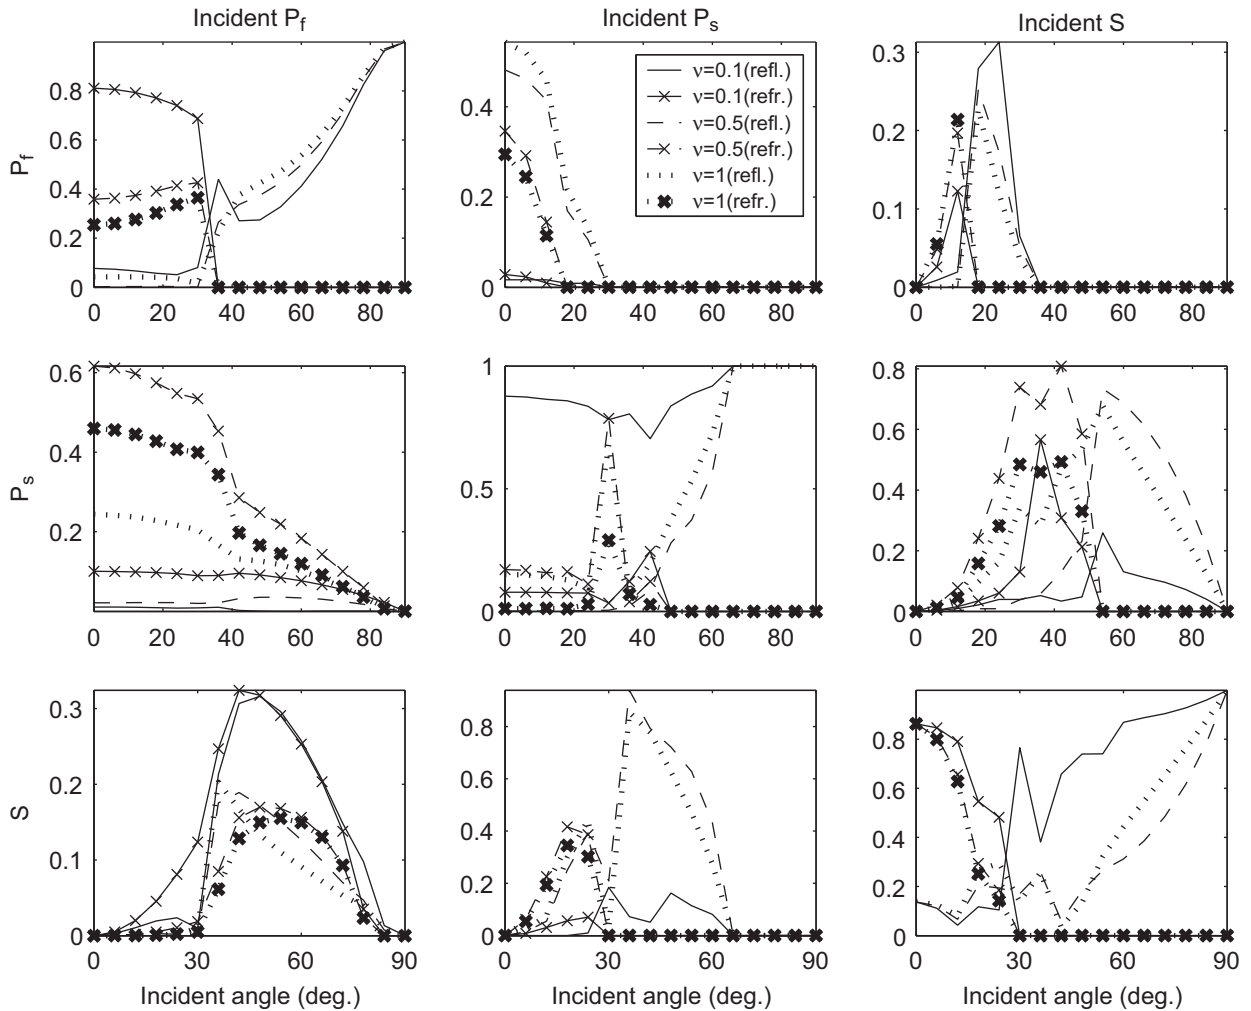 Incident P_f
Incident P_s
Incident S
P_f
0.8
0.6
0.4
0.2
0
0 20 40 60 80
0.4
0.2
0
0 20 40 60 80
ν=0.1(refl.)
ν=0.1(refr.)
ν=0.5(refl.)
ν=0.5(refr.)
ν=1(refl.)
ν=1(refr.)
0.3
0.2
0.1
0
0 20 40 60 80
P_s
0.6
0.4
0.2
0 20 40 60 80
1
0.5
0
0 20 40 60 80
0.8
0.6
0.4
0.2
0
0 20 40 60 80
S
0.3
0.2
0.1
0
0 30 60 90
Incident angle (deg.)
0.8
0.6
0.4
0.2
0
0 30 60 90
Incident angle (deg.)
0.8
0.6
0.4
0.2
0
0 30 60 90
Incident angle (deg.)